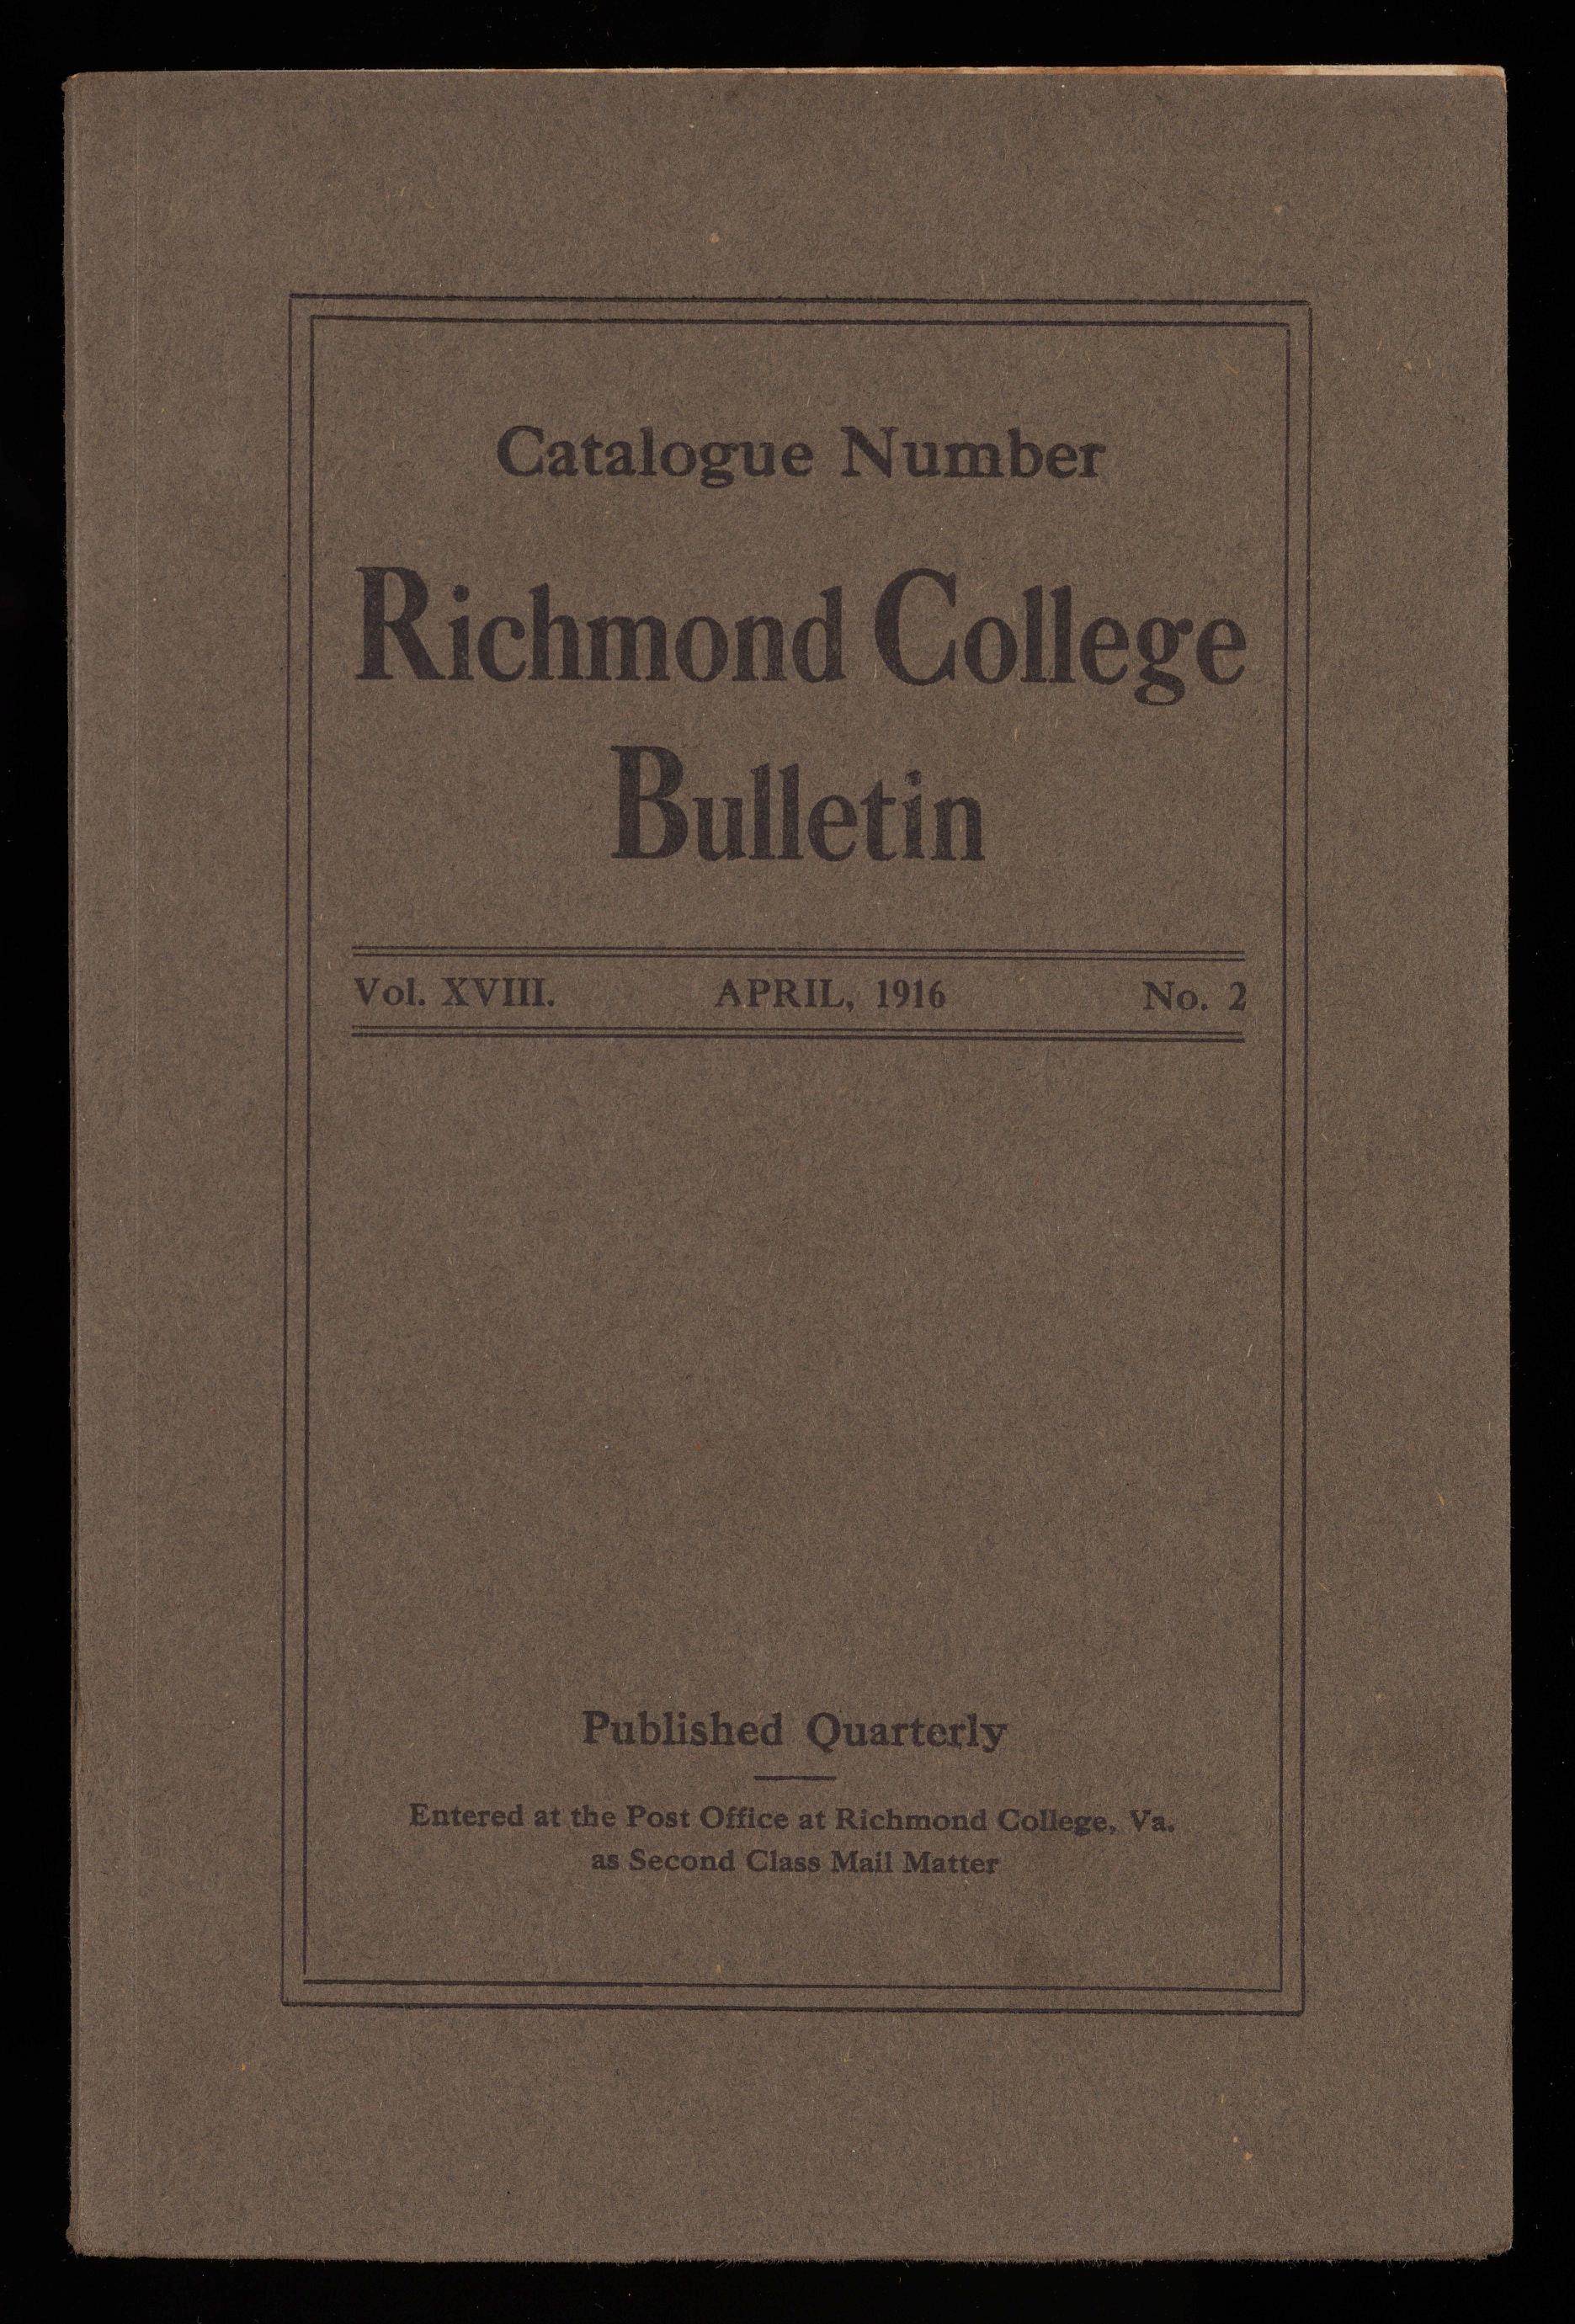 Catalogue Number
Richmond College
Bulletin
Vol. XVIII. APRIL, 1916 No. 2
Published Quarterly
Entered at the Post Office at Richmond College, Va.
as Second Class Mail Matter